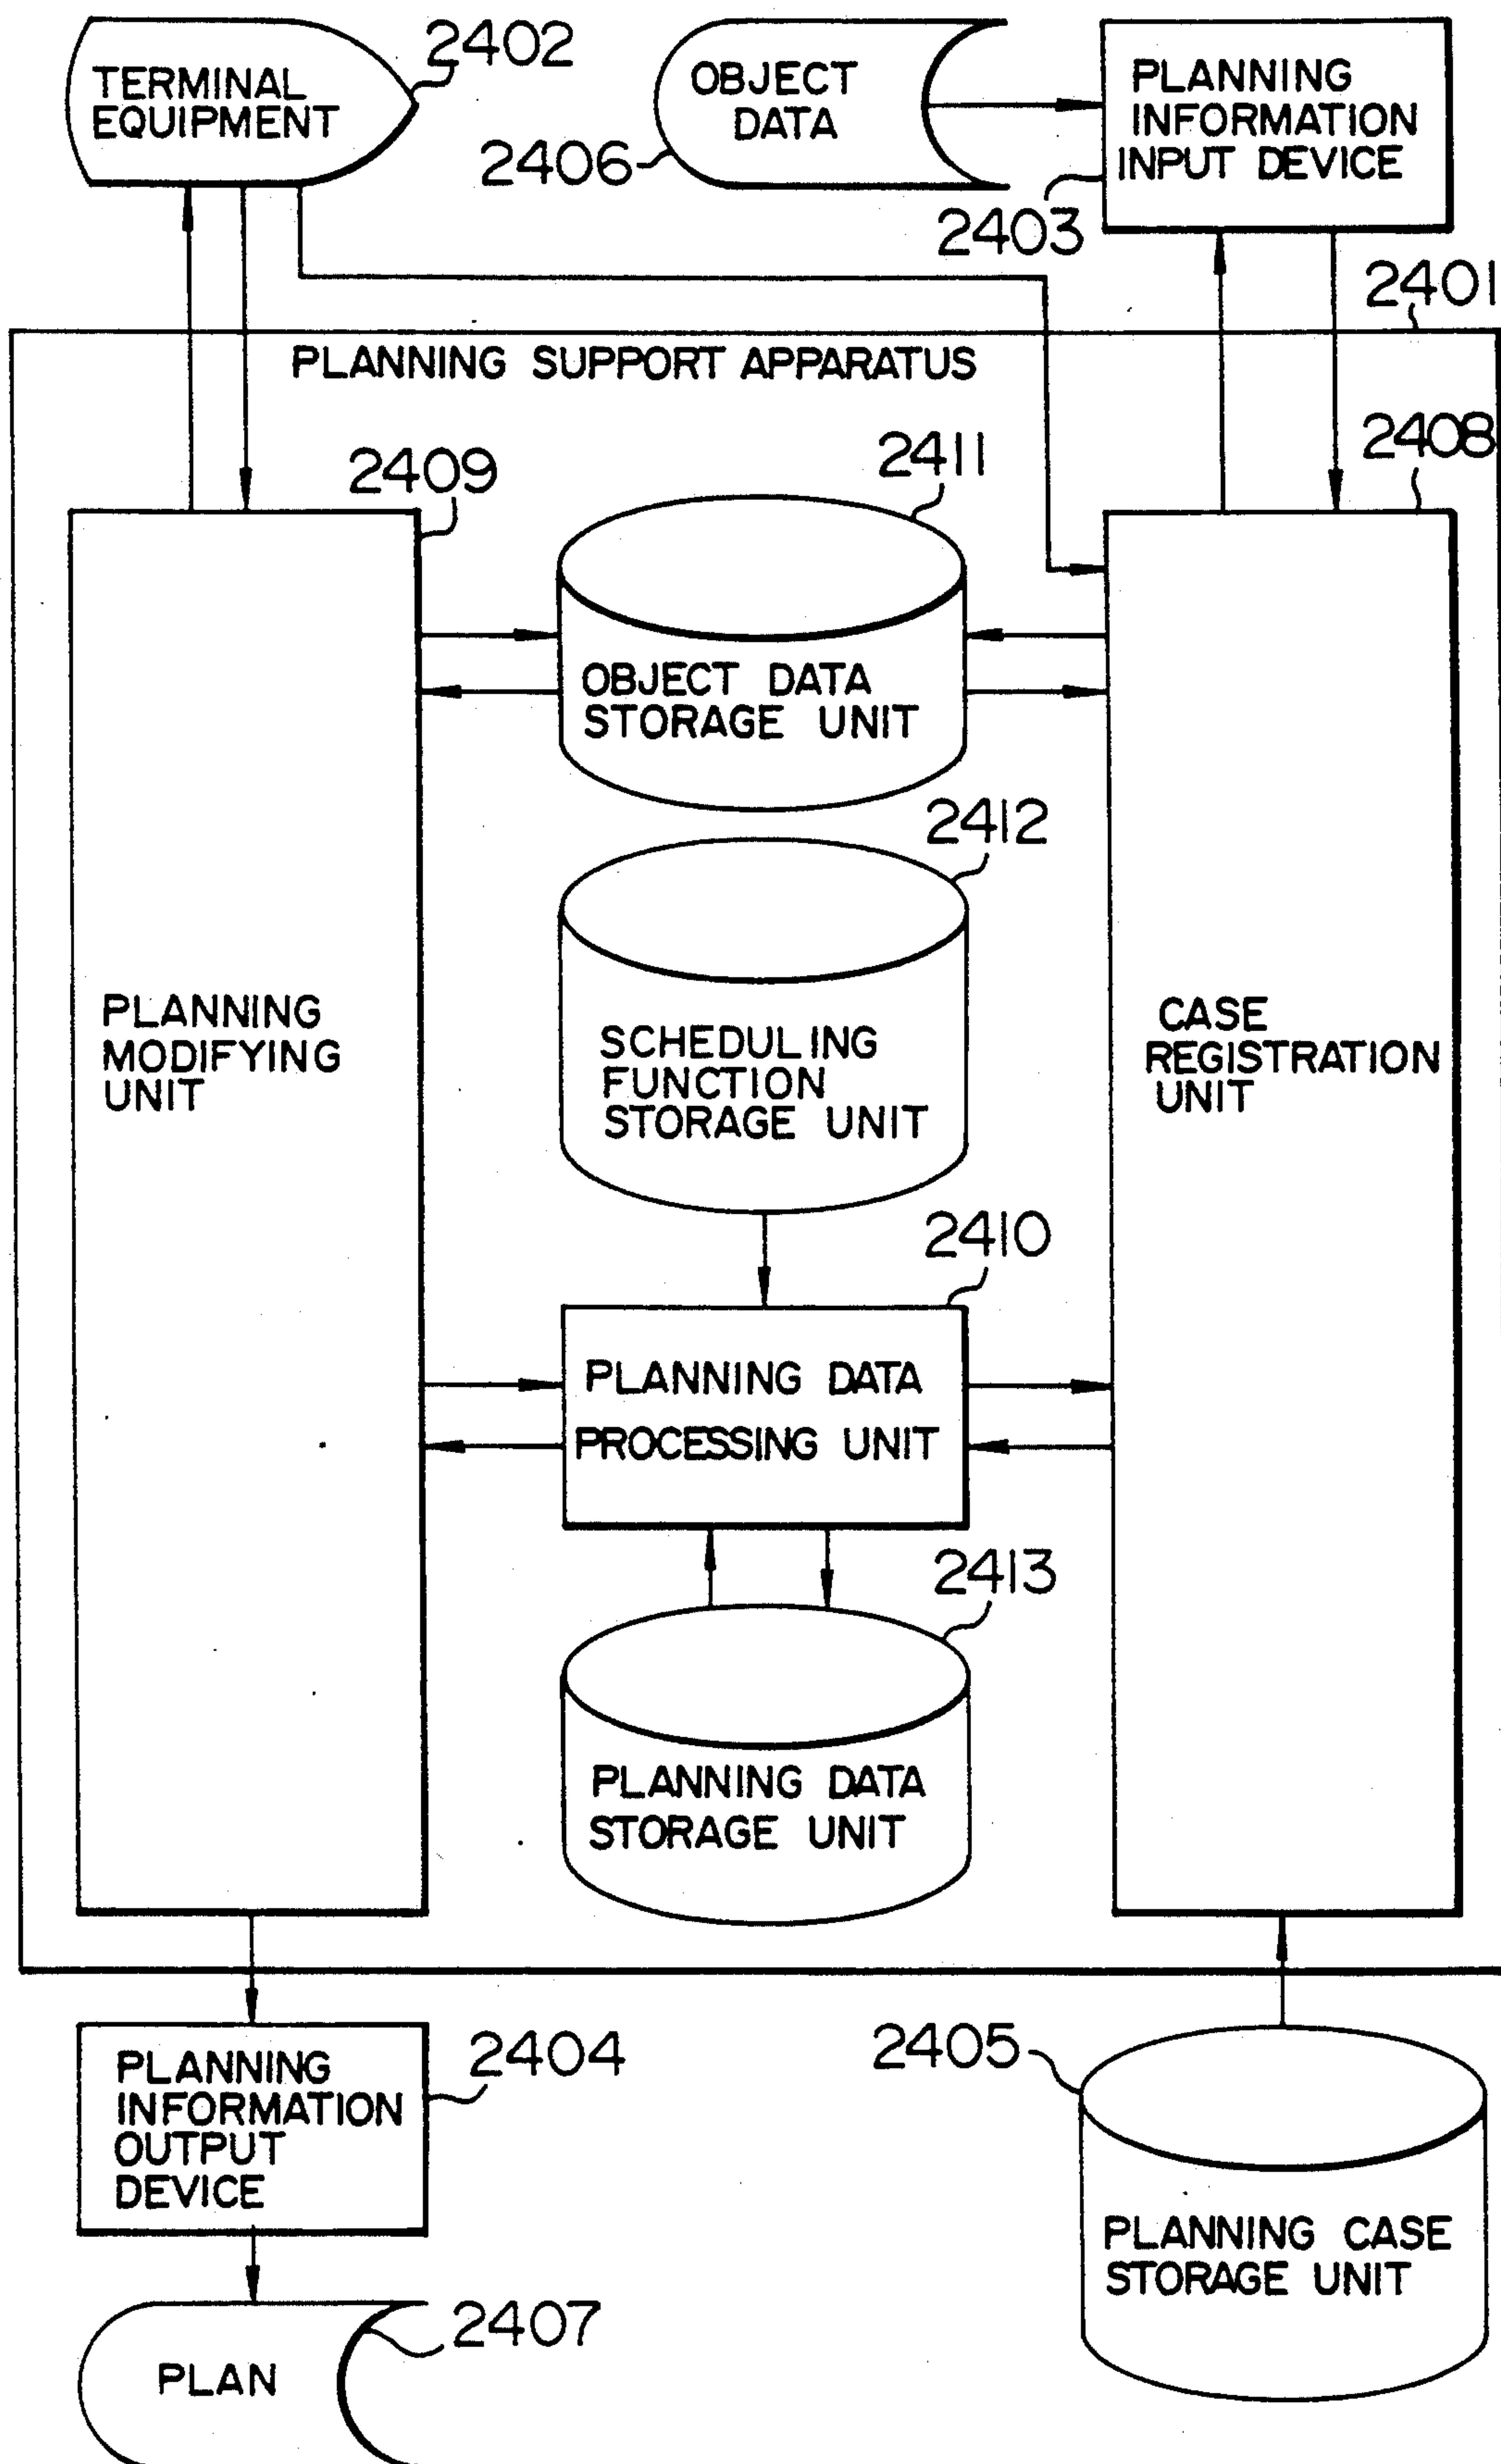 2402
TERMINAL
EQUIPMENT
OBJECT
DATA
2406
PLANNING
INFORMATION
INPUT DEVICE
2403
2401
PLANNING SUPPORT APPARATUS
2409
2411
2408
OBJECT DATA
STORAGE UNIT
2412
PLANNING
MODIFYING
UNIT
SCHEDULING
FUNCTION
STORAGE UNIT
CASE
REGISTRATION
UNIT
2410
PLANNING DATA
PROCESSING UNIT
2413
PLANNING DATA
STORAGE UNIT
2404
PLANNING
INFORMATION
OUTPUT
DEVICE
2405
PLANNING CASE
STORAGE UNIT
2407
PLAN